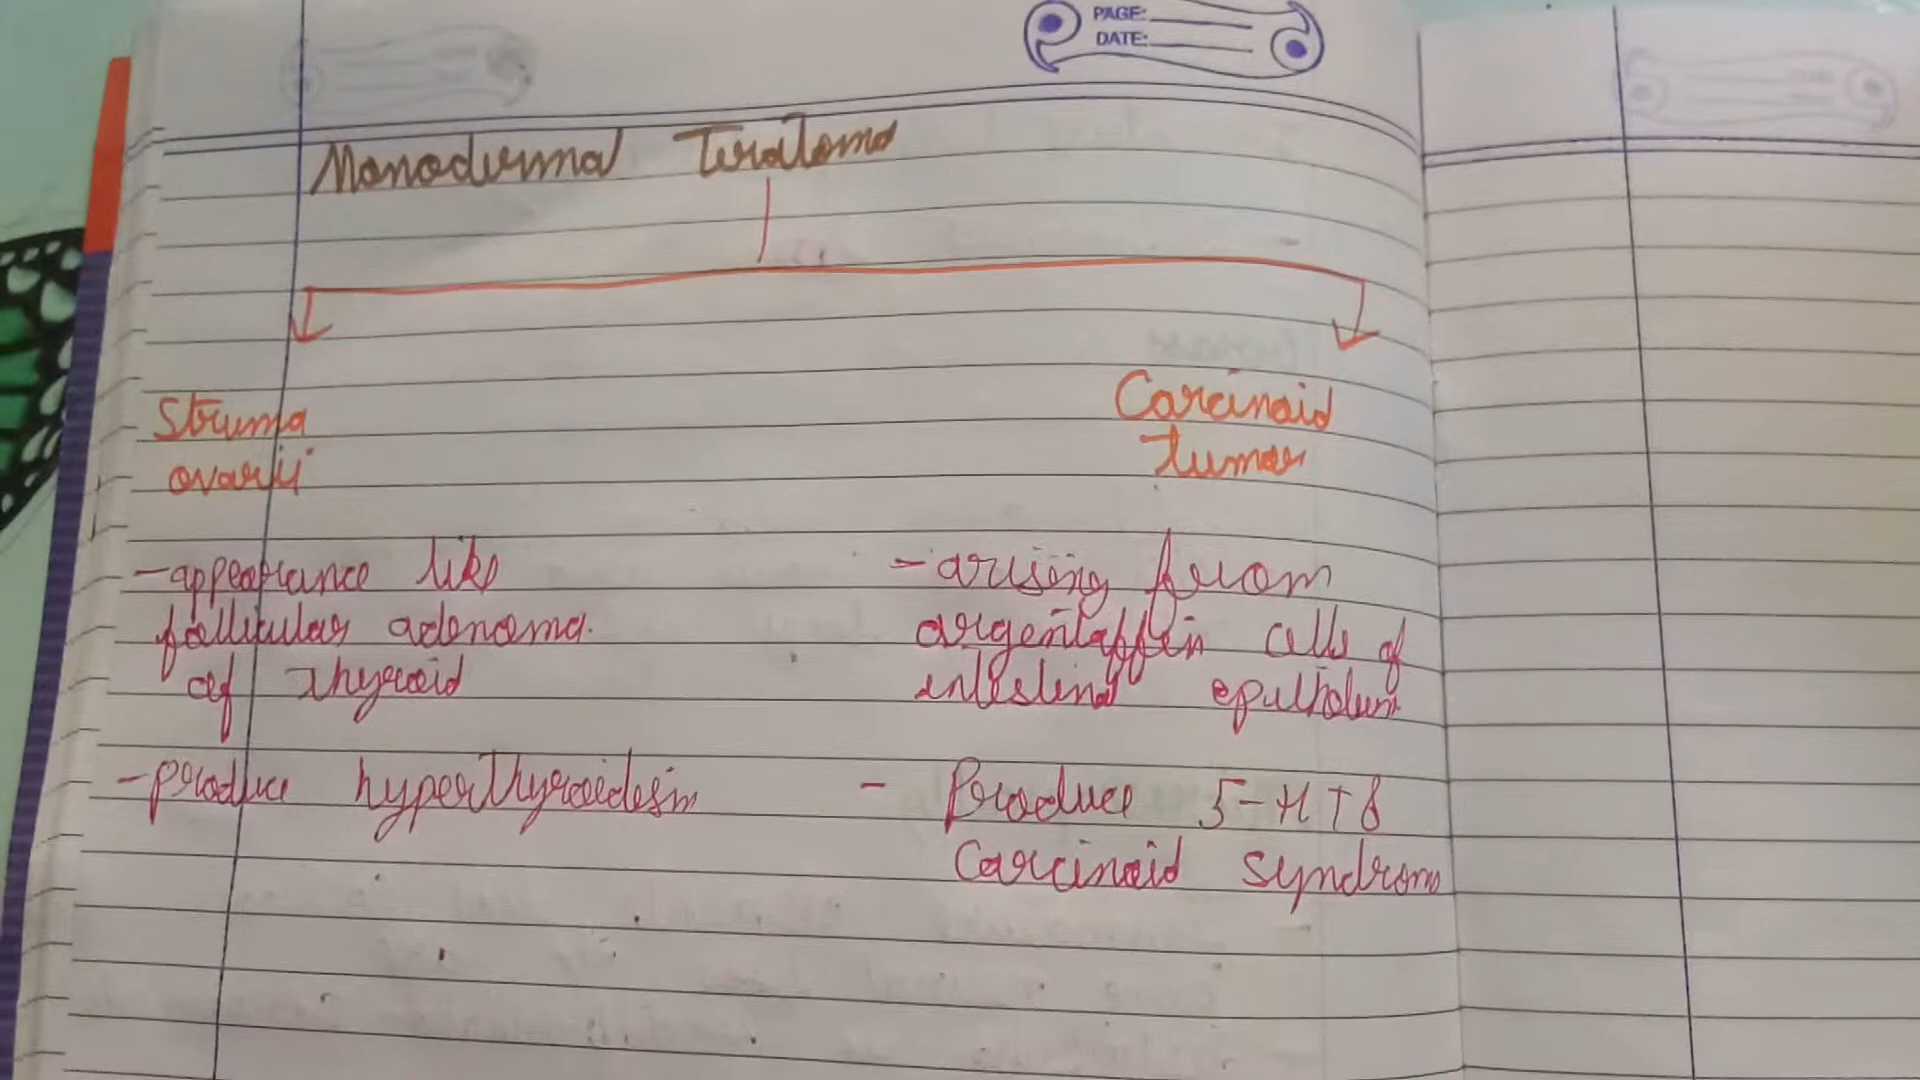 PAGE:
DATE:
Monodermal Teratoma
Struma
ovarii
Carcinoid
tumor
-appearance like
follicular adenoma.
of thyroid
-produce hyperthyroidesm
-arising from
argentaffin cells of
intestinal epithelium
- Produce 5-HT &
Carcinoid syndrome